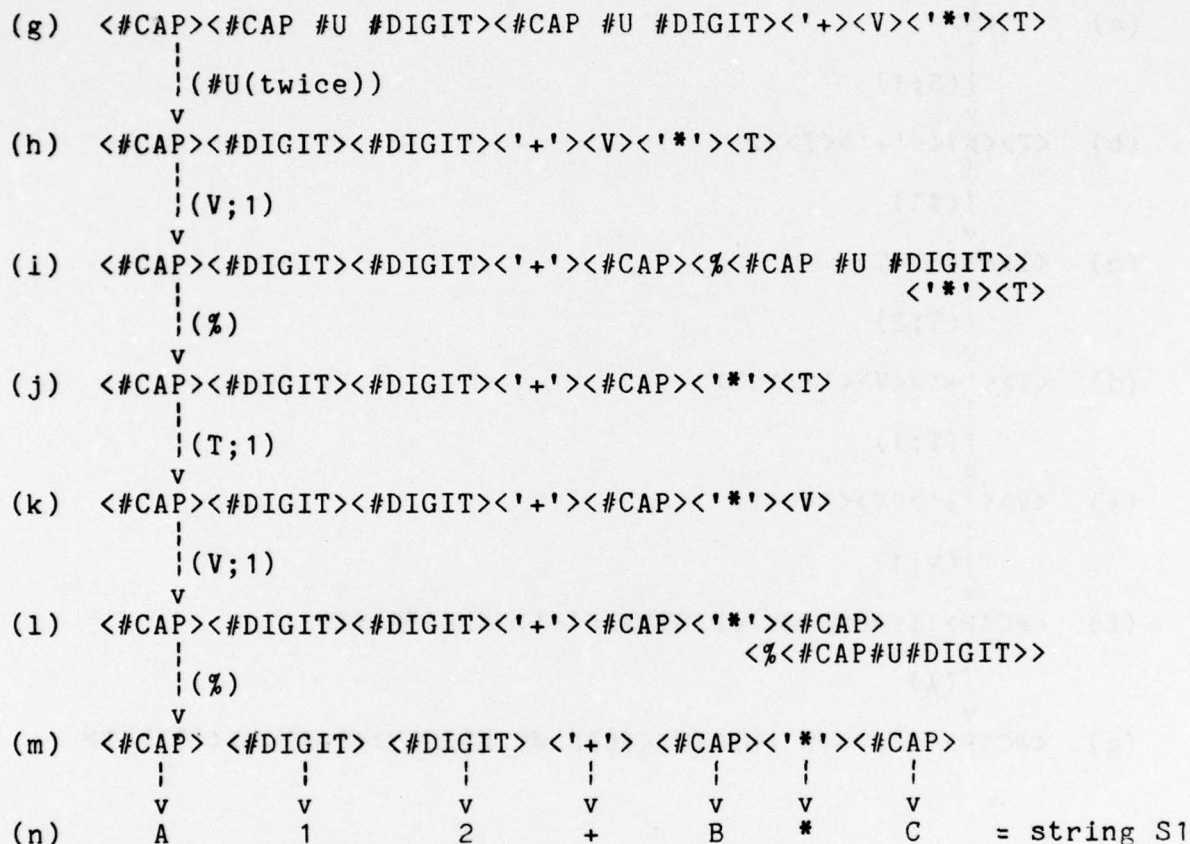 (g) <#CAP><#CAP #U #DIGIT><#CAP #U #DIGIT><'+><V><'*'><T>
(#U(twice))
v
(h) <#CAP><#DIGIT><#DIGIT><'+'><V><'*'><T>
(V;1)
v
(i) <#CAP><#DIGIT><#DIGIT><'+'><#CAP><%<#CAP #U #DIGIT>>
<'*'><T>
(%)
v
(j) <#CAP><#DIGIT><#DIGIT><'+'><#CAP><'*'><T>
(T;1)
v
(k) <#CAP><#DIGIT><#DIGIT><'+'><#CAP><'*'><V>
(V;1)
v
(l) <#CAP><#DIGIT><#DIGIT><'+'><#CAP><'*'><#CAP>
<%<#CAP#U#DIGIT>>
(%)
v
(m) <#CAP> <#DIGIT> <#DIGIT> <'+'> <#CAP><'*'><#CAP>
v v v v v v v
(n) A 1 2 + B * C = string S1